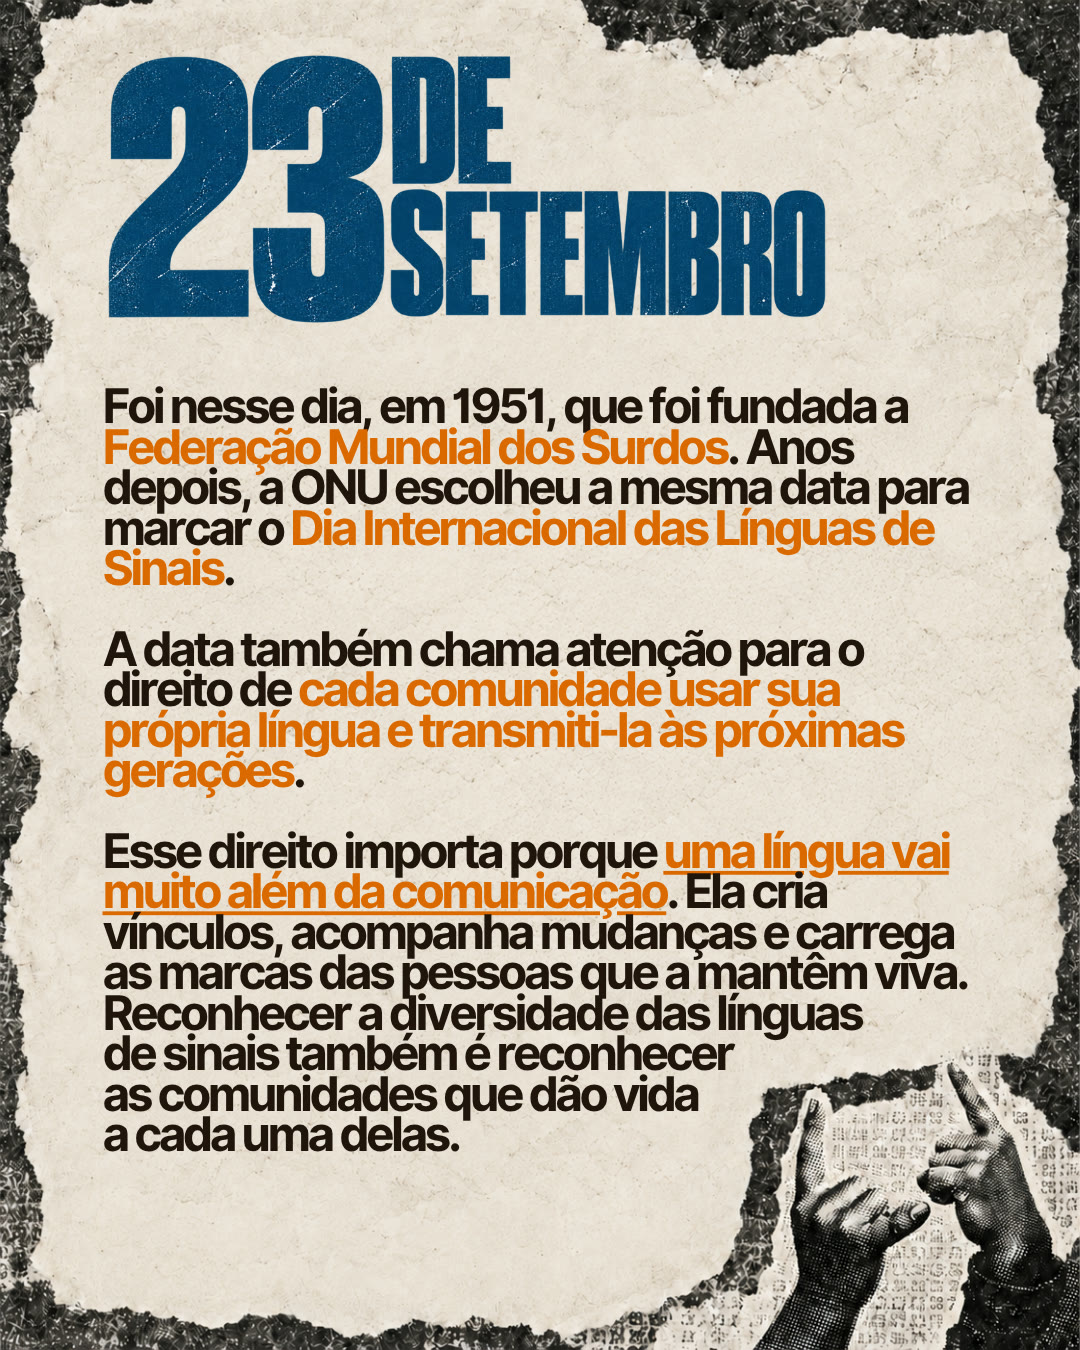 23 DE
SETEMBRO
Foi nesse dia, em 1951, que foi fundada a
Federação Mundial dos Surdos. Anos
depois, a ONU escolheu a mesma data para
marcar o Dia Internacional das Línguas de
Sinais.
A data também chama atenção para o
direito de cada comunidade usar sua
própria língua e transmiti-la às próximas
gerações.
Esse direito importa porque uma língua vai
muito além da comunicação. Ela cria
vínculos, acompanha mudanças e carrega
as marcas das pessoas que a mantêm viva.
Reconhecer a diversidade das línguas
de sinais também é reconhecer
as comunidades que dão vida
a cada uma delas.